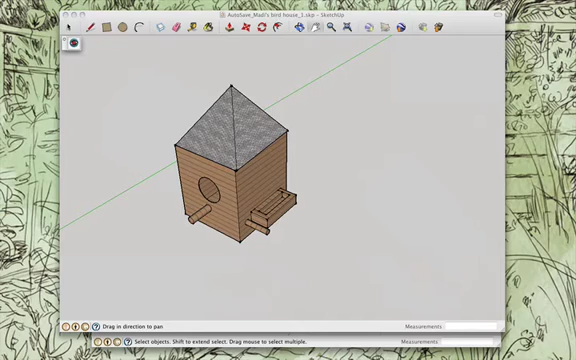 AutoSave_Madi's bird house_1.skp - SketchUp
Drag in direction to pan
Measurements
Select objects. Shift to extend select. Drag mouse to select multiple.
Measurements